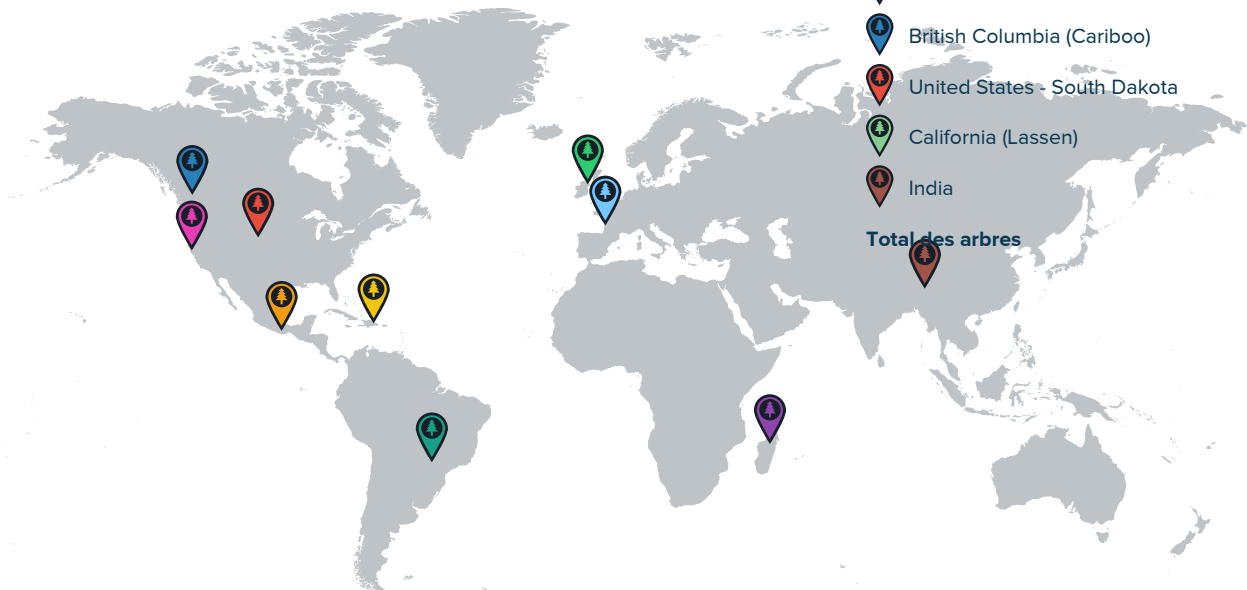 British Columbia (Cariboo)
United States - South Dakota
California (Lassen)
India
Total des arbres